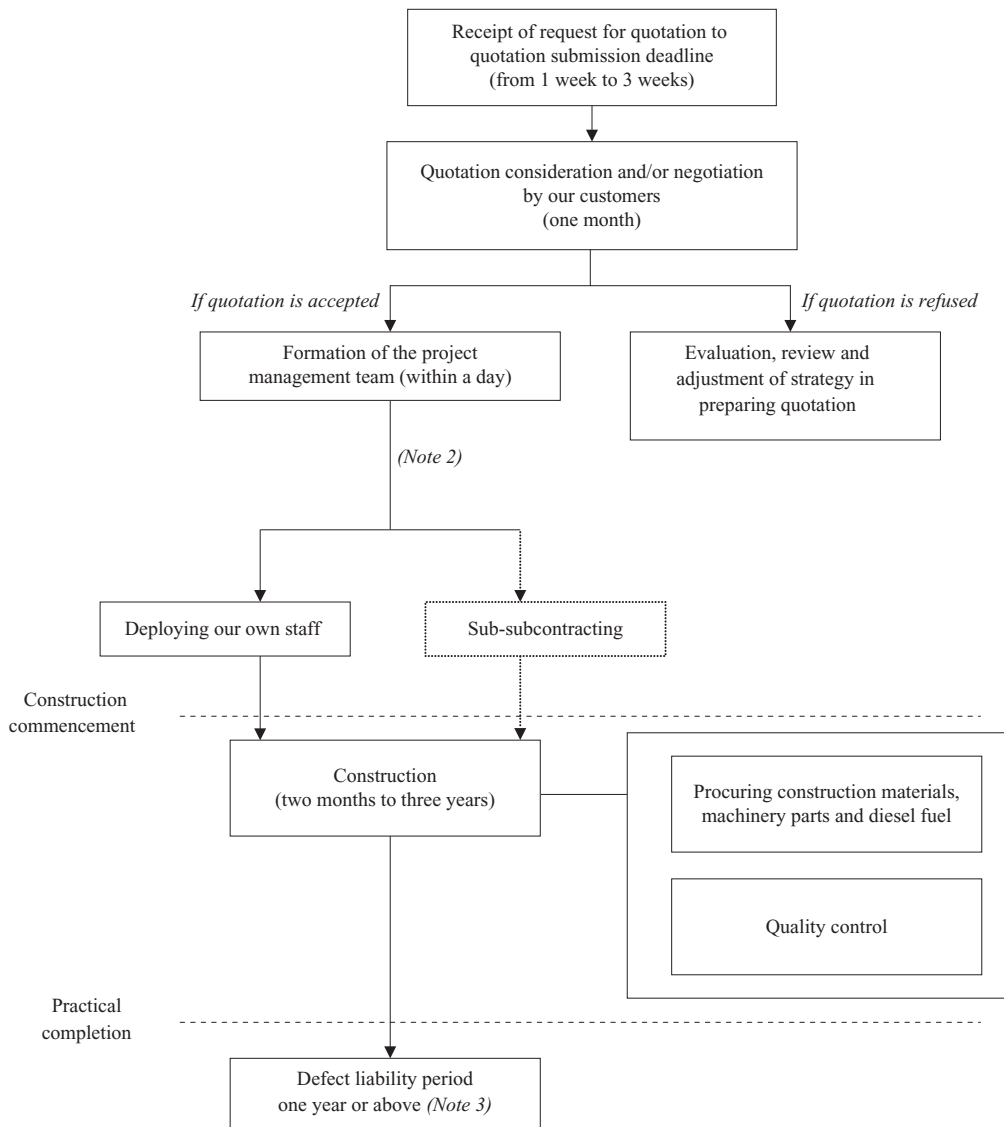 Receipt of request for quotation to
quotation submission deadline
(from 1 week to 3 weeks)
Quotation consideration and/or negotiation
by our customers
(one month)
If quotation is accepted
If quotation is refused
Formation of the project
management team (within a day)
Evaluation, review and
adjustment of strategy in
preparing quotation
(Note 2)
Deploying our own staff
Sub-subcontracting
Construction
commencement
Construction
(two months to three years)
Procuring construction materials,
machinery parts and diesel fuel
Quality control
Practical
completion
Defect liability period
one year or above (Note 3)